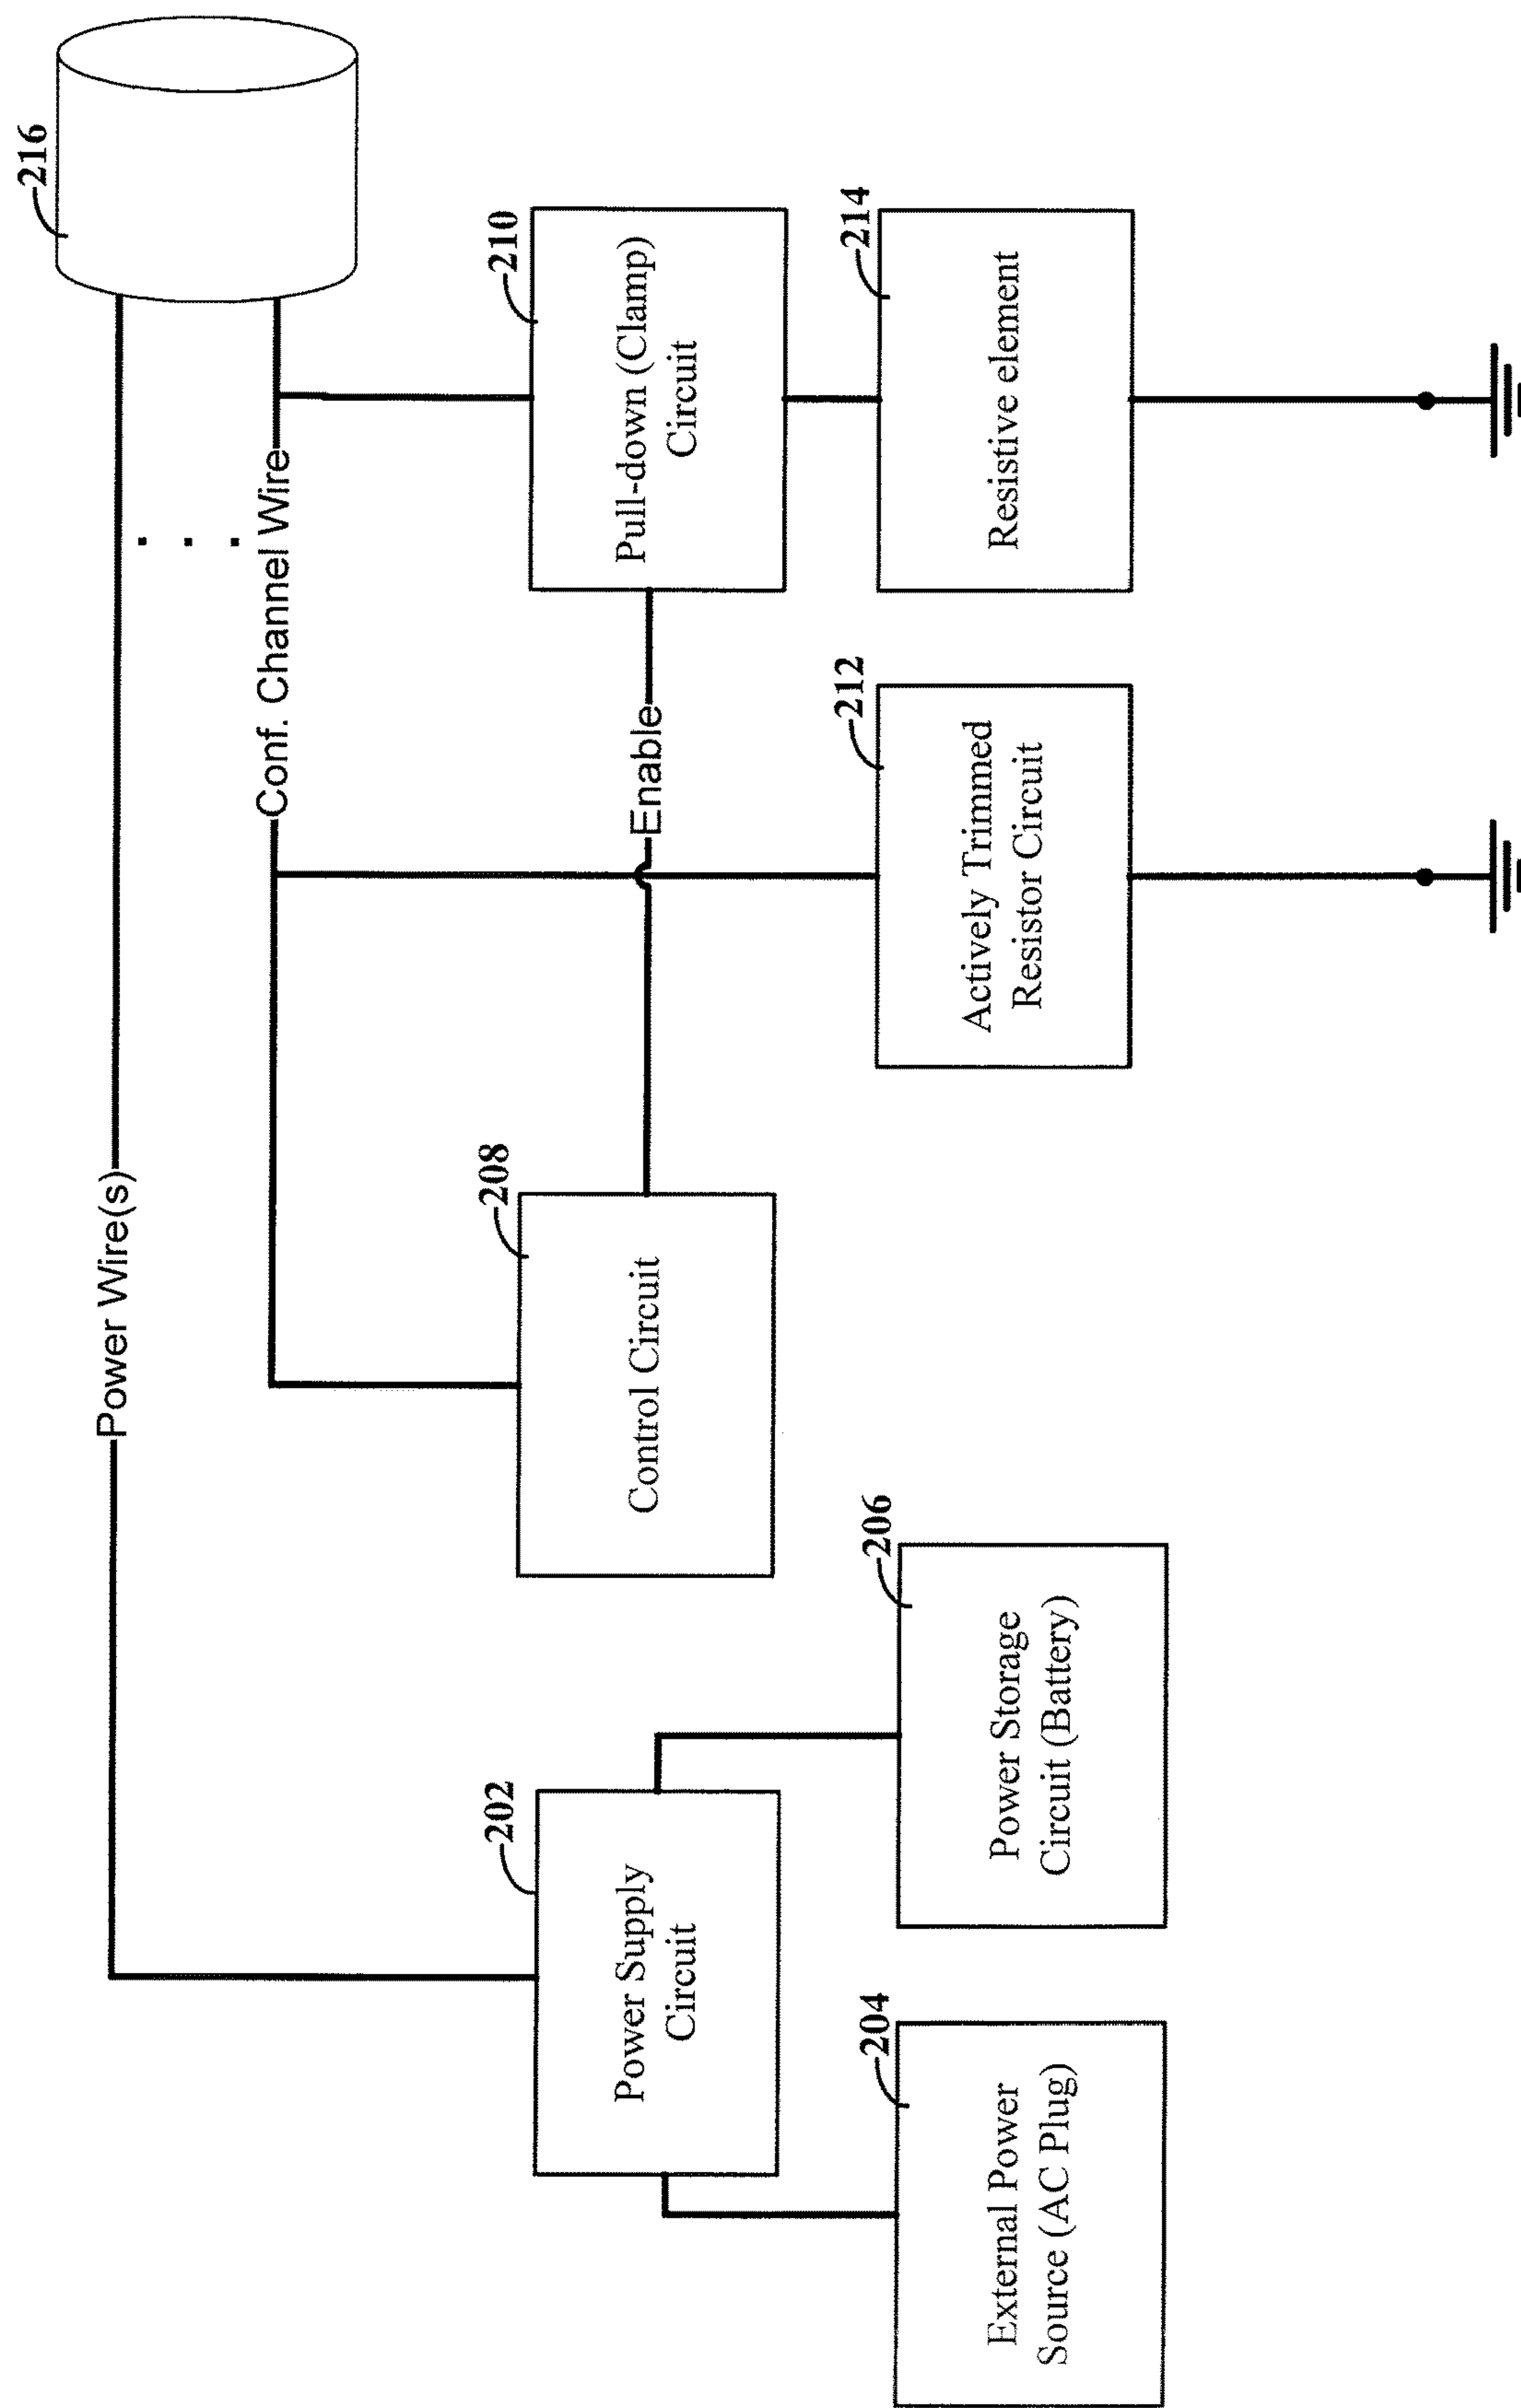 216
Power Wire(s)
Conf. Channel Wire
. . .
202
Power Supply
Circuit
208
Control Circuit
Enable
210
Pull-down (Clamp)
Circuit
204
External Power
Source (AC Plug)
206
Power Storage
Circuit (Battery)
212
Actively Trimmed
Resistor Circuit
214
Resistive element